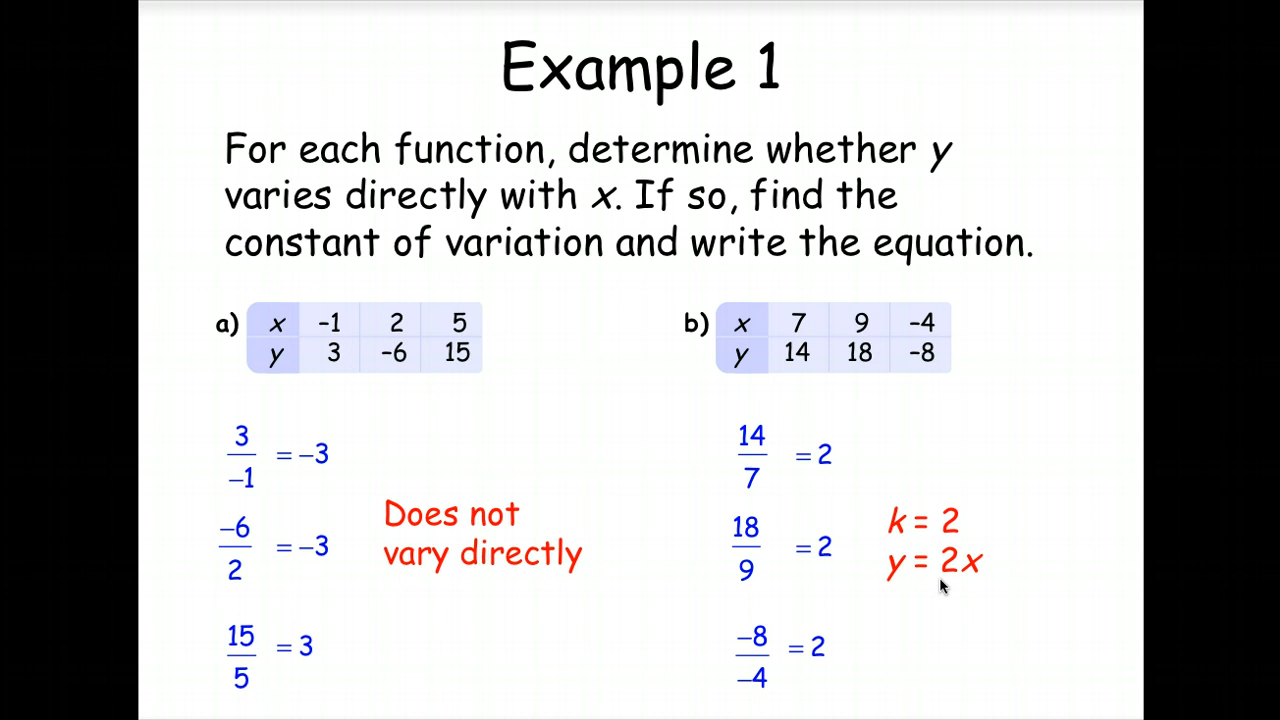 Example 1
For each function, determine whether y
varies directly with x. If so, find the
constant of variation and write the equation.
a) x -1 2 5
y 3 -6 15
3/-1 = -3
-6/2 = -3
15/5 = 3
Does not
vary directly
b) x 7 9 -4
y 14 18 -8
14/7 = 2
18/9 = 2
-8/-4 = 2
k = 2
y = 2x